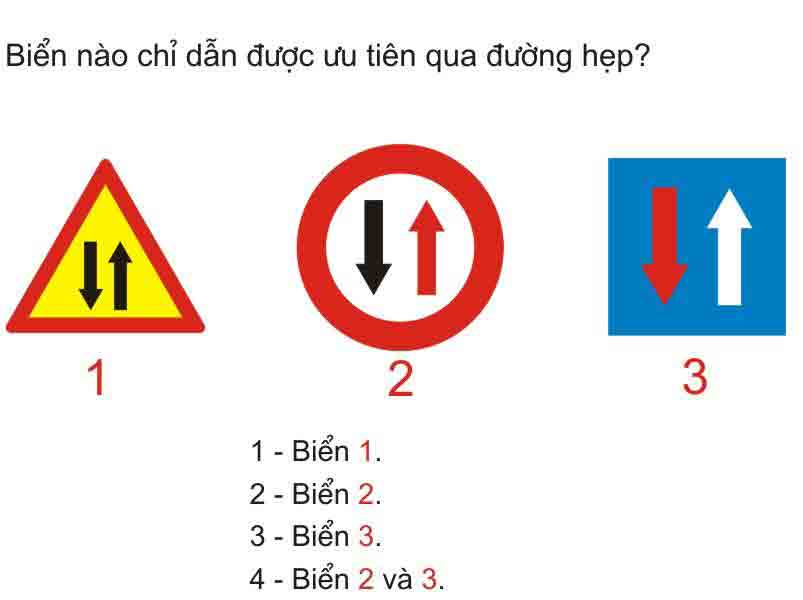 Biển nào chỉ dẫn được ưu tiên qua đường hẹp?
1 2 3
1 - Biển 1.
2 - Biển 2.
3 - Biển 3.
4 - Biển 2 và 3.